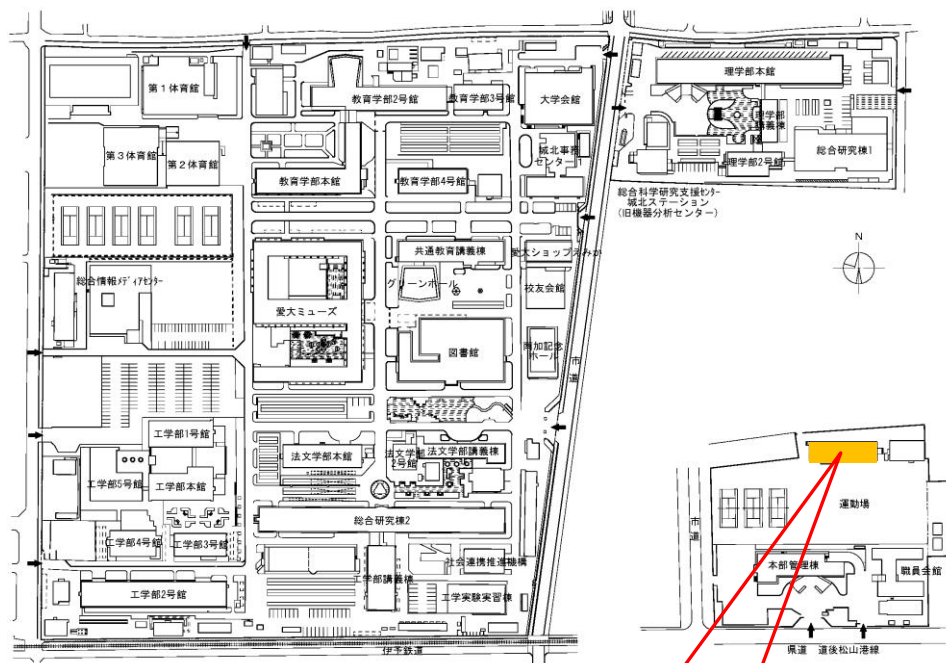 第1体育館
教育学部2号館
教育学部3号館
大学会館
理学部本館
第3体育館
第2体育館
城北事務
センター
理学部
講義棟
総合研究棟1
教育学部本館
教育学部4号館
理学部2号館
総合科学研究支援センター
城北ステーション
(旧機器分析センター)
N
共通教育講義棟
愛大ショップえみか
総合情報メディアセンター
グリーンホール
校友会館
愛大ミューズ
南加記念
ホール
図書館
市道
工学部1号館
法文学部本館
法文学部
2号館
法文学部講義棟
工学部5号館
工学部本館
運動場
市道
総合研究棟2
工学部4号館
工学部3号館
社会連携推進機構
本部管理棟
職員会館
工学部講義棟
工学部2号館
工学実験実習棟
伊予鉄道
県道 道後松山港線